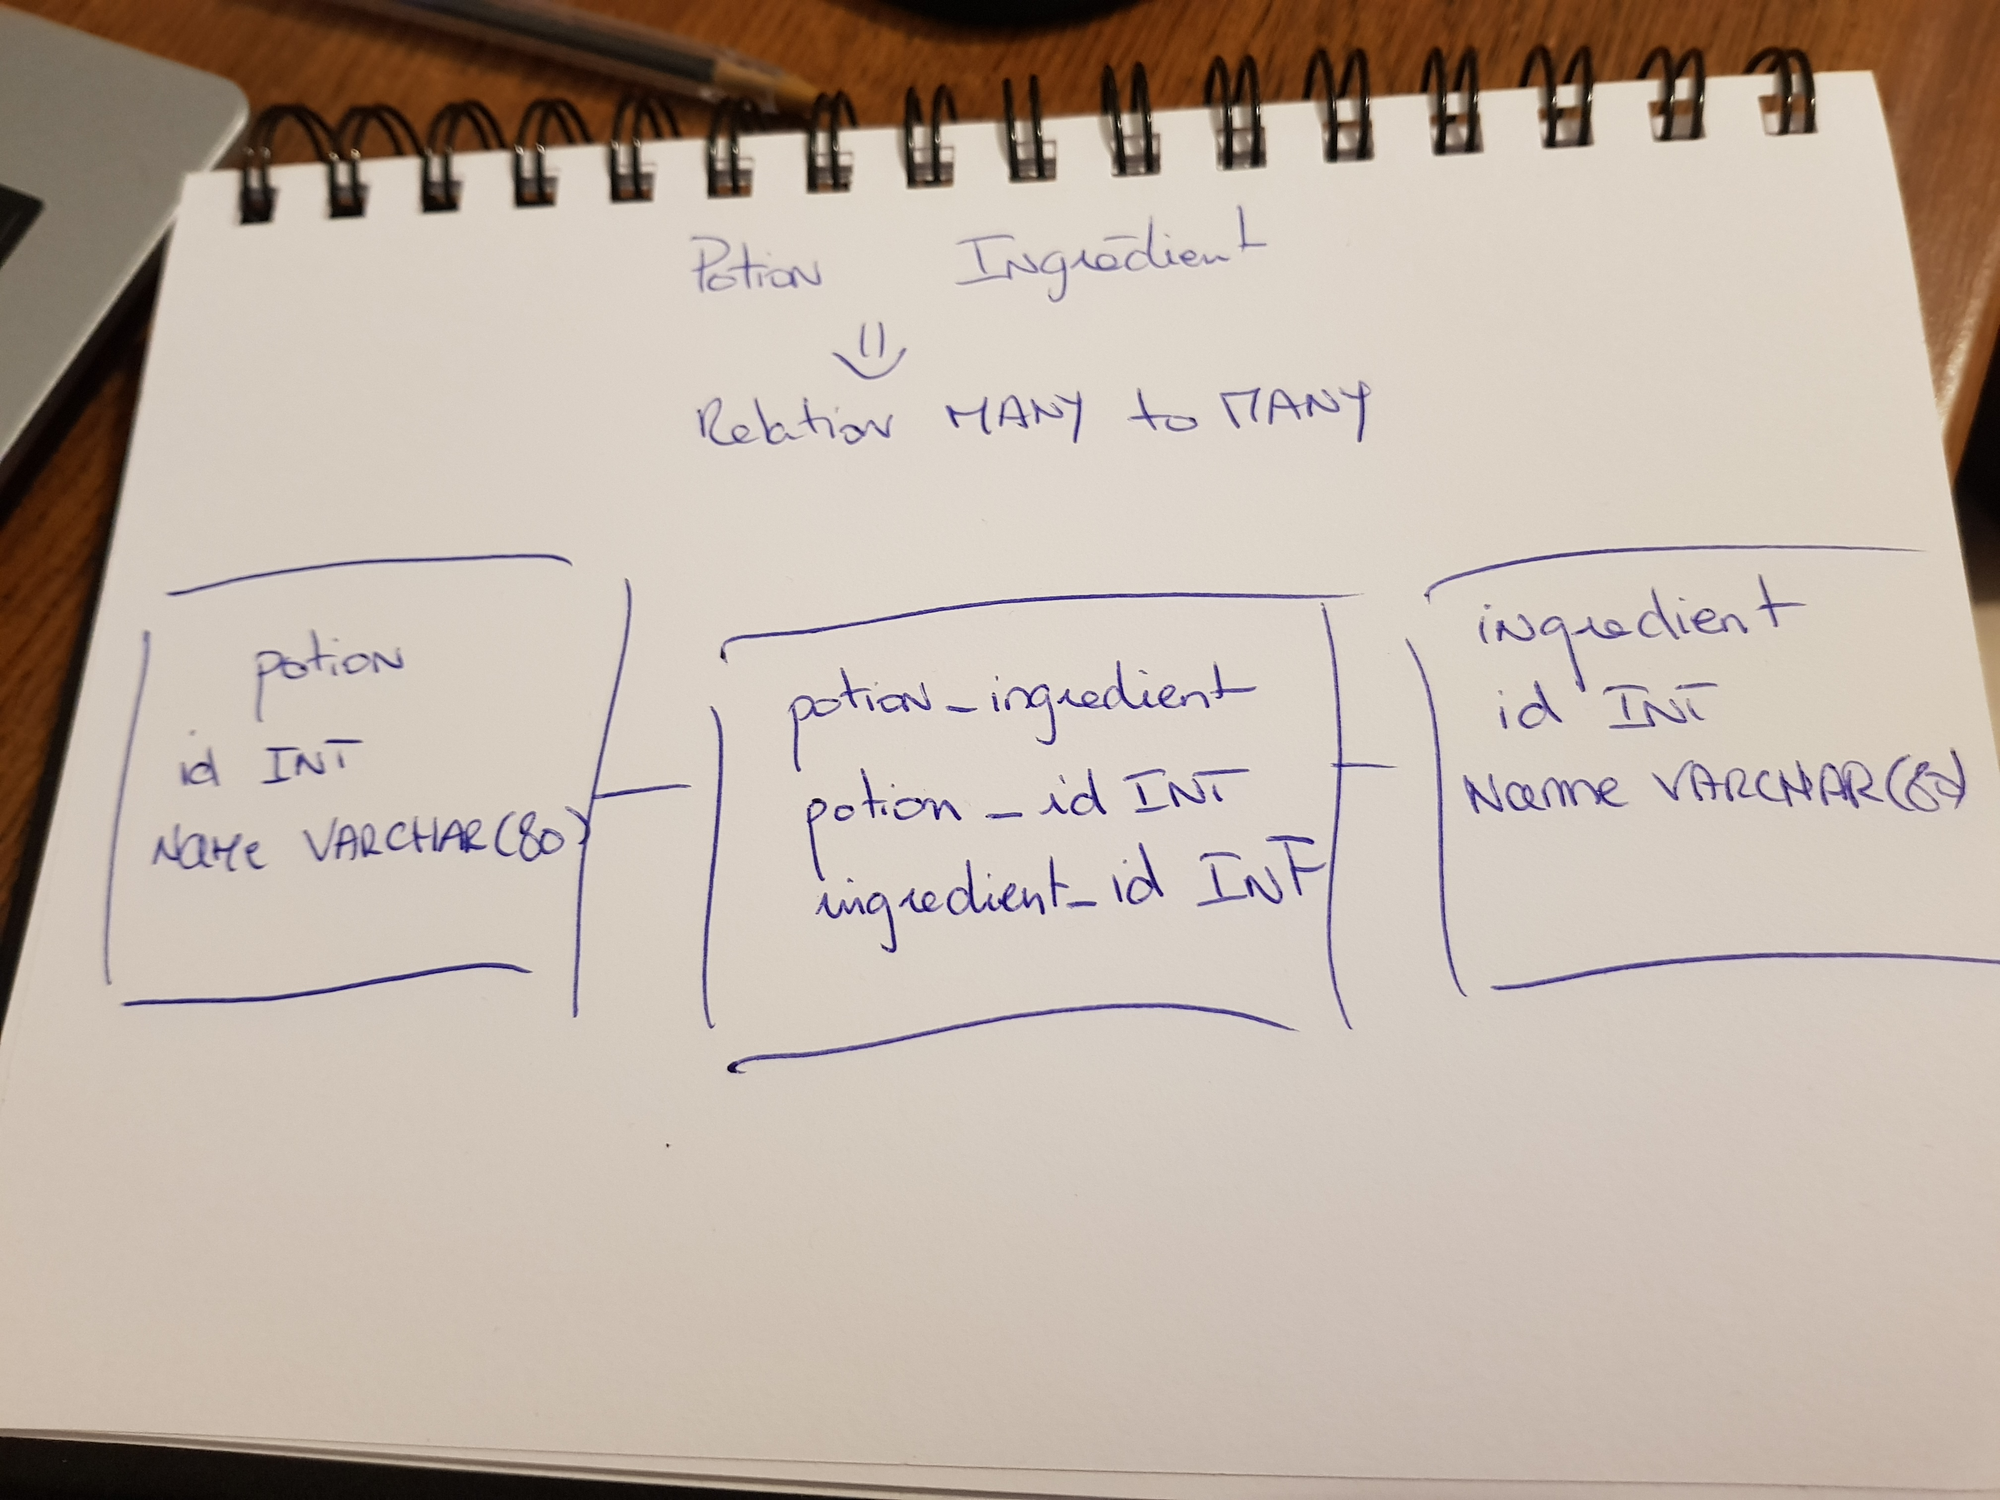 Potion Ingredient
Relation MANY to MANY
potion
id INT
Name VARCHAR(80)
potion_ingredient
potion_id INT
ingredient_id INT
ingredient
id INT
Name VARCHAR(80)